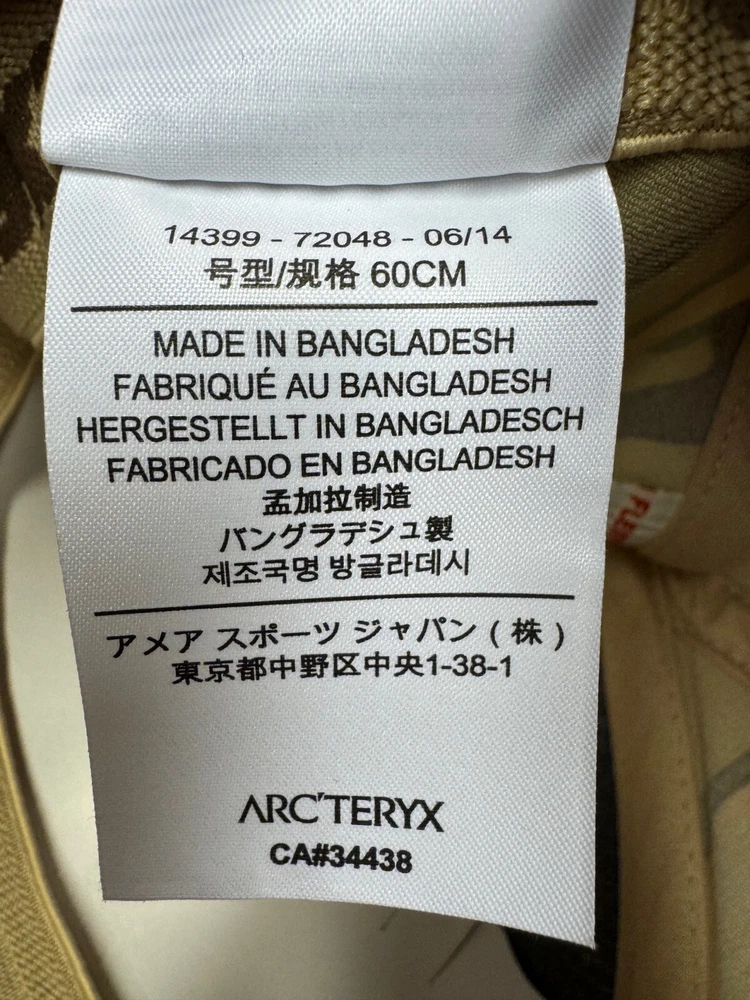 14399 - 72048 - 06/14
号型/规格 60CM
MADE IN BANGLADESH
FABRIQUÉ AU BANGLADESH
HERGESTELLT IN BANGLADESCH
FABRICADO EN BANGLADESH
孟加拉制造
バングラデシュ製
제조국명 방글라데시
アメア スポーツ ジャパン ( 株 )
東京都中野区中央1-38-1
ARC'TERYX
CA#34438